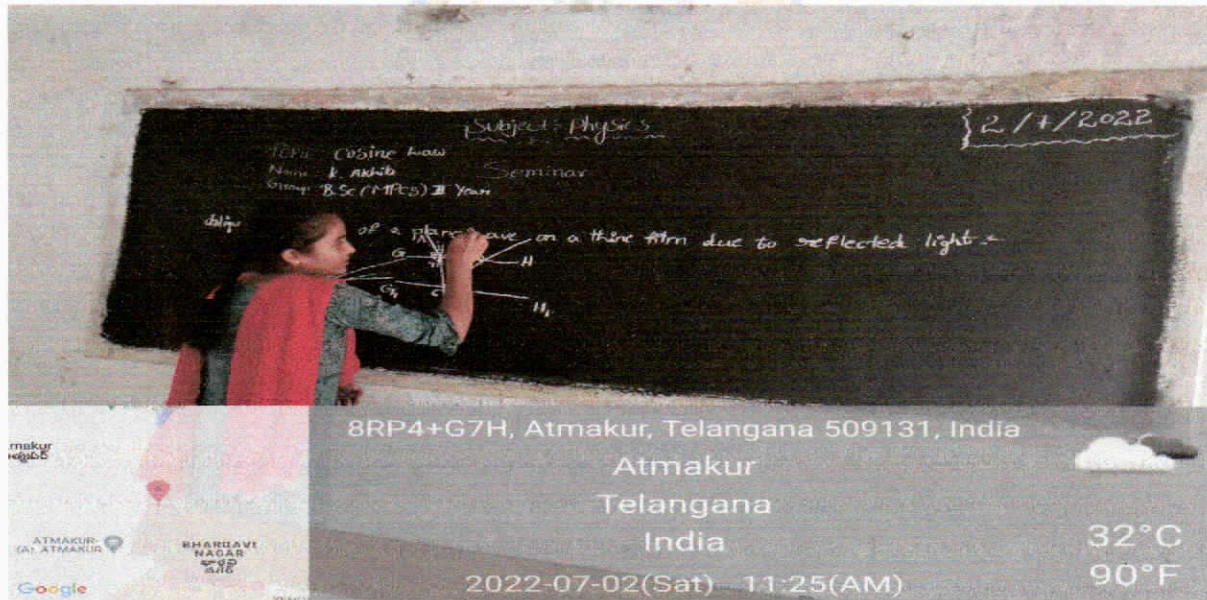 Subject: Physics
2/7/2022
Topic: Cosine Law
Name: K. Akhib
Seminar
Group: B.Sc (MPCS) II Year
of a plane wave on a thin film due to reflected light :-
G H
G₁ C H₁
8RP4+G7H, Atmakur, Telangana 509131, India
Atmakur
Telangana
India
2022-07-02(Sat) 11:25(AM)
32°C
90°F
ATMAKUR
BHARGAVI
NAGAR
Google